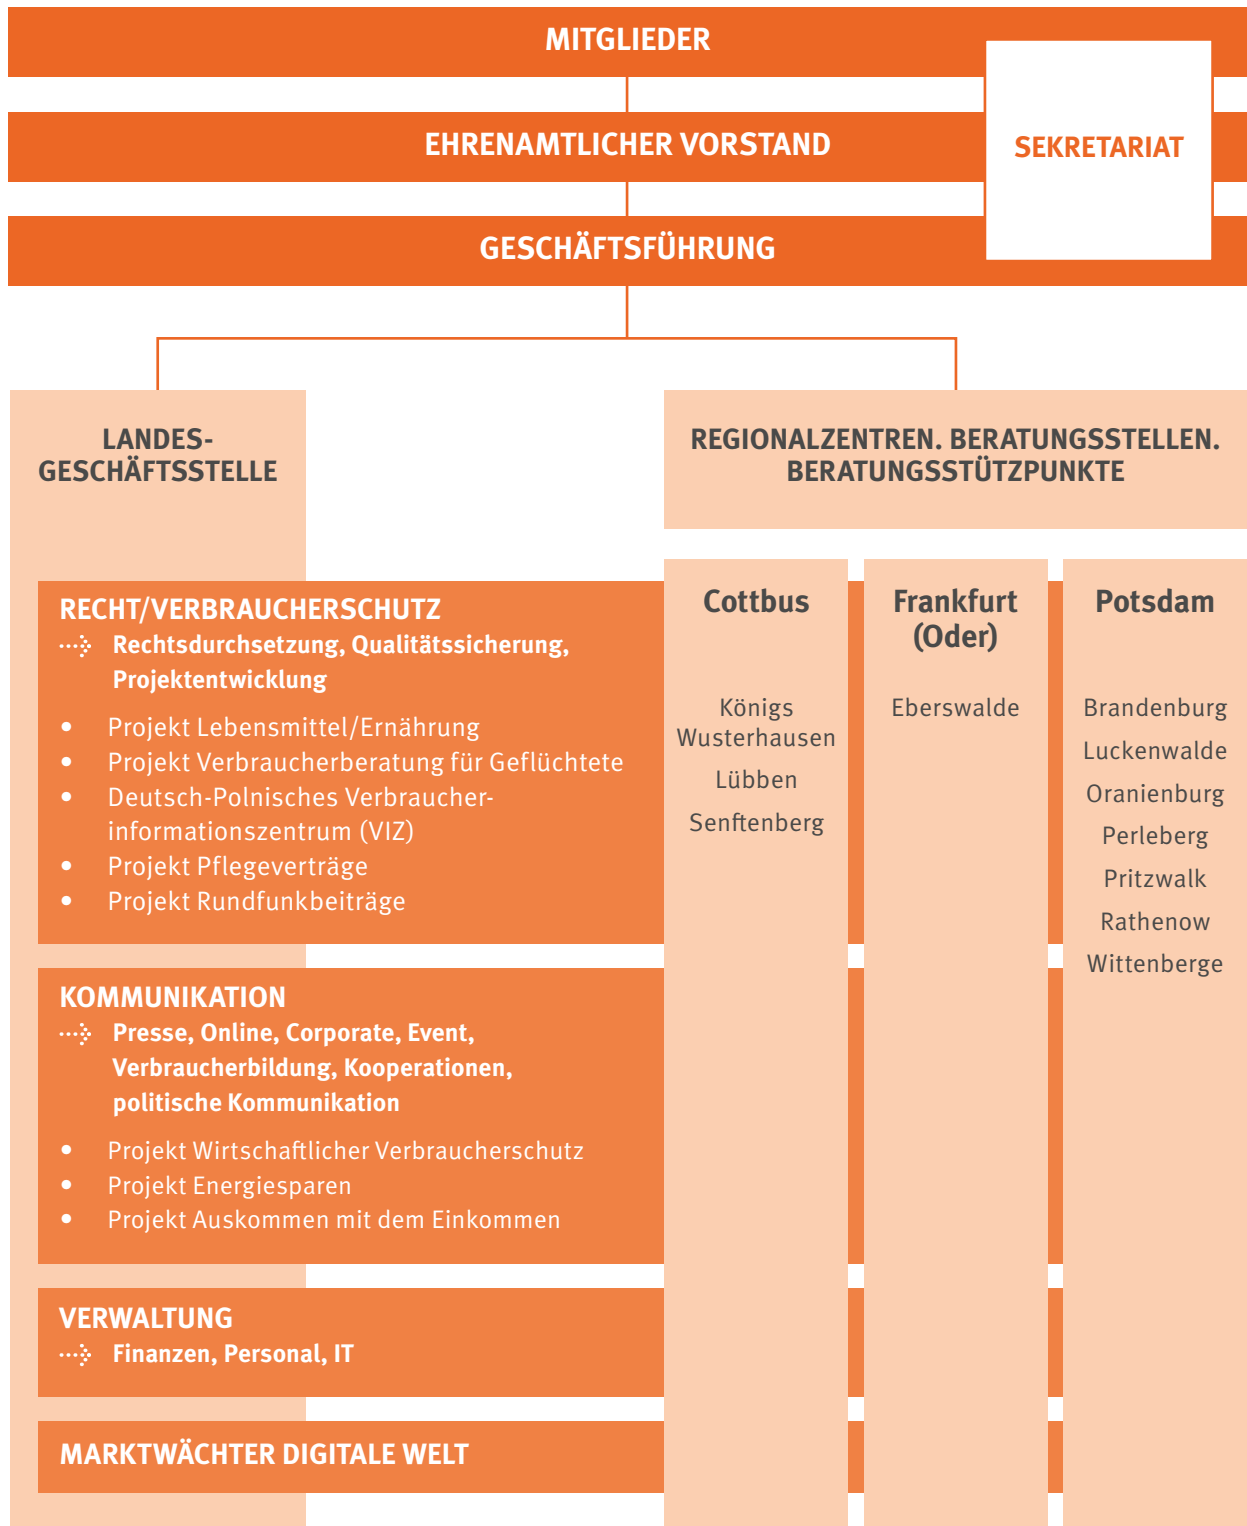 MITGLIEDER
EHRENAMTLICHER VORSTAND
SEKRETARIAT
GESCHÄFTSFÜHRUNG
LANDES-
GESCHÄFTSSTELLE
REGIONALZENTREN. BERATUNGSSTELLEN.
BERATUNGSSTÜTZPUNKTE
RECHT/VERBRAUCHERSCHUTZ
Rechtsdurchsetzung, Qualitätssicherung,
Projektentwicklung
• Projekt Lebensmittel/Ernährung
• Projekt Verbraucherberatung für Geflüchtete
• Deutsch-Polnisches Verbraucher-
informationszentrum (VIZ)
• Projekt Pflegeverträge
• Projekt Rundfunkbeiträge
KOMMUNIKATION
Presse, Online, Corporate, Event,
Verbraucherbildung, Kooperationen,
politische Kommunikation
• Projekt Wirtschaftlicher Verbraucherschutz
• Projekt Energiesparen
• Projekt Auskommen mit dem Einkommen
VERWALTUNG
Finanzen, Personal, IT
MARKTWÄCHTER DIGITALE WELT
Cottbus
Königs
Wusterhausen
Lübben
Senftenberg
Frankfurt
(Oder)
Eberswalde
Potsdam
Brandenburg
Luckenwalde
Oranienburg
Perleberg
Pritzwalk
Rathenow
Wittenberge